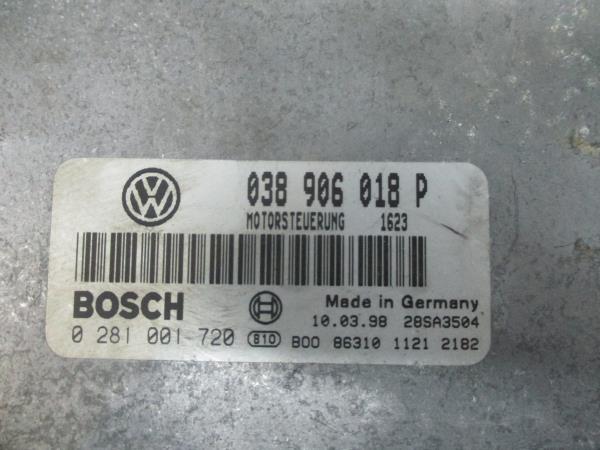 038 906 018 P
MOTORSTEUERUNG 1623
BOSCH
Made in Germany
10.03.98 28SA3504
0 281 001 720 810 B00 86310 1121 2182